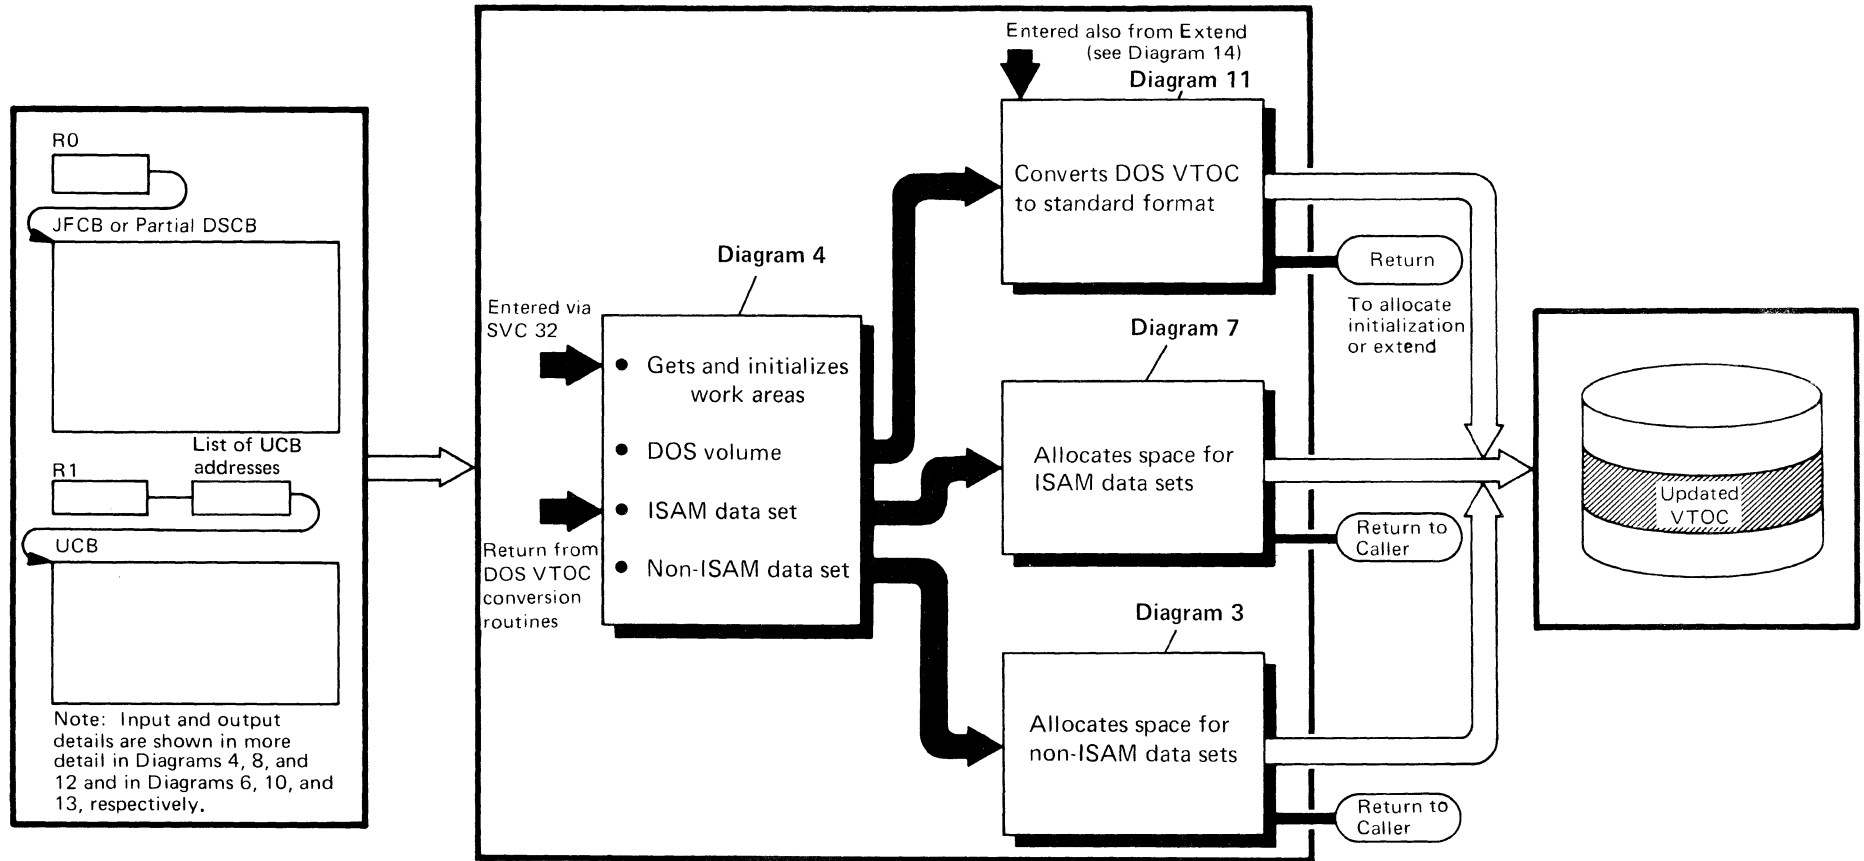 R0
JFCB or Partial DSCB
List of UCB
addresses
R1
UCB
Note: Input and output
details are shown in more
detail in Diagrams 4, 8, and
12 and in Diagrams 6, 10, and
13, respectively.
Entered via
SVC 32
Return from
DOS VTOC
conversion
routines
Diagram 4
• Gets and initializes
work areas
• DOS volume
• ISAM data set
• Non-ISAM data set
Entered also from Extend
(see Diagram 14)
Diagram 11
Converts DOS VTOC
to standard format
Return
To allocate
initialization
or extend
Diagram 7
Allocates space for
ISAM data sets
Return to
Caller
Diagram 3
Allocates space for
non-ISAM data sets
Return to
Caller
Updated
VTOC